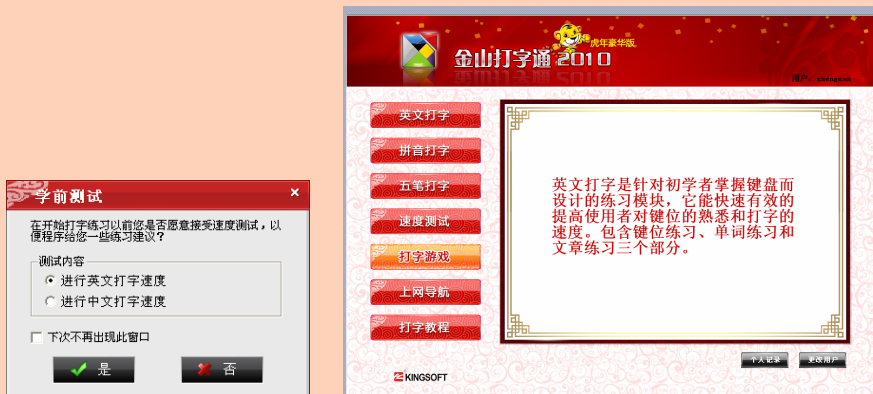 学前测试
在开始打字练习以前您是否愿意接受速度测试，以
便程序给您一些练习建议？
测试内容
进行英文打字速度
进行中文打字速度
下次不再出现此窗口
是
否
金山打字通 2010
虎年豪华版
用户：zhengnan
英文打字
拼音打字
五笔打字
速度测试
打字游戏
上网导航
打字教程
英文打字是针对初学者掌握键盘而
设计的练习模块，它能快速有效的
提高使用者对键位的熟悉和打字的
速度。包含键位练习、单词练习和
文章练习三个部分。
个人记录
更改用户
KINGSOFT